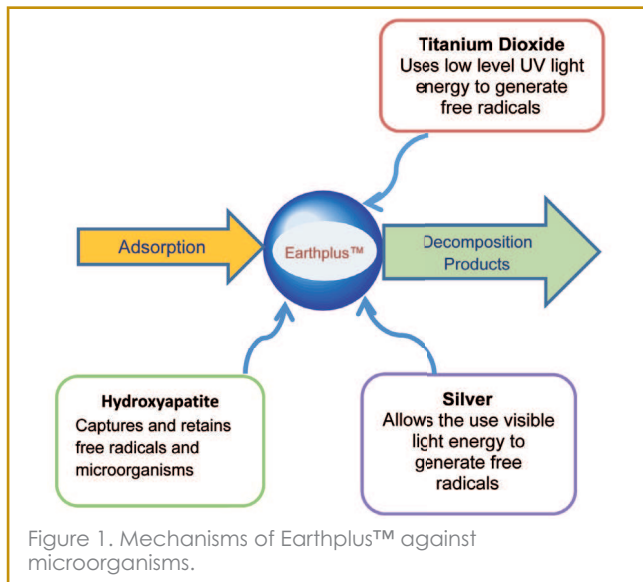 Titanium Dioxide
Uses low level UV light
energy to generate
free radicals
Adsorption
Earthplus™
Decomposition
Products
Hydroxyapatite
Captures and retains
free radicals and
microorganisms
Silver
Allows the use visible
light energy to
generate free
radicals
Figure 1. Mechanisms of Earthplus™ against
microorganisms.